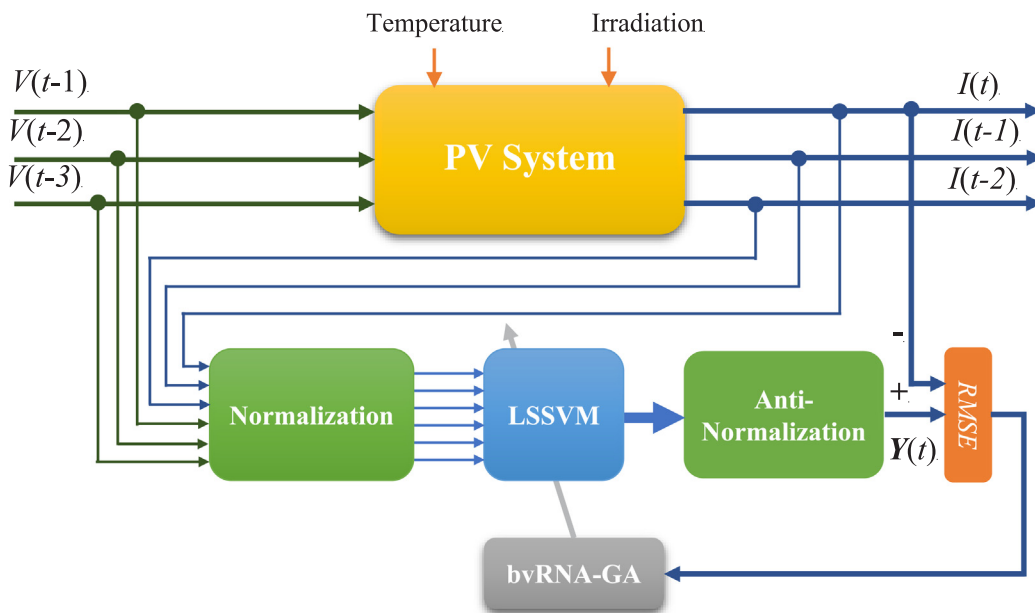 Temperature
Irradiation
V(t-1)
I(t)
V(t-2)
I(t-1)
PV System
V(t-3)
I(t-2)
-
Normalization
LSSVM
Anti-
Normalization
+
RMSE
Y(t)
bvRNA-GA